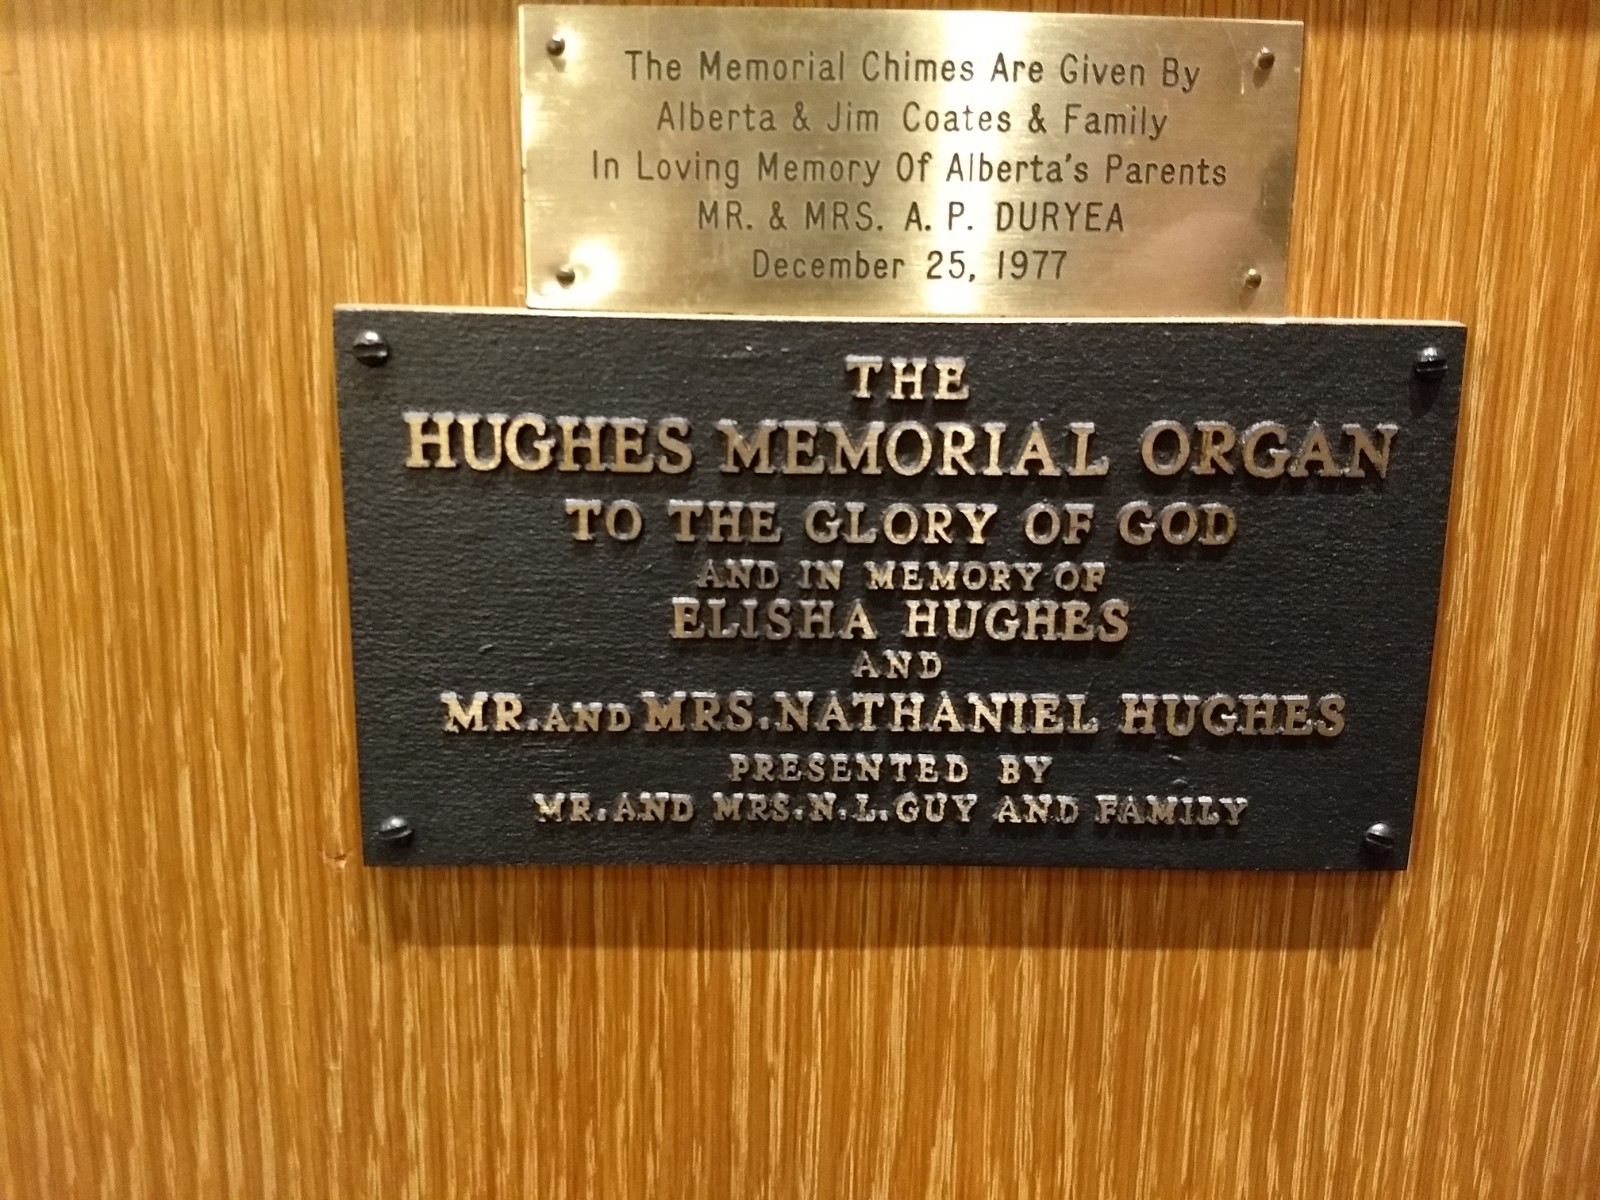 The Memorial Chimes Are Given By
Alberta & Jim Coates & Family
In Loving Memory Of Alberta's Parents
MR. & MRS. A. P. DURYEA
December 25, 1977
THE
HUGHES MEMORIAL ORGAN
TO THE GLORY OF GOD
AND IN MEMORY OF
ELISHA HUGHES
AND
MR. AND MRS. NATHANIEL HUGHES
PRESENTED BY
MR. AND MRS. N. L. GUY AND FAMILY